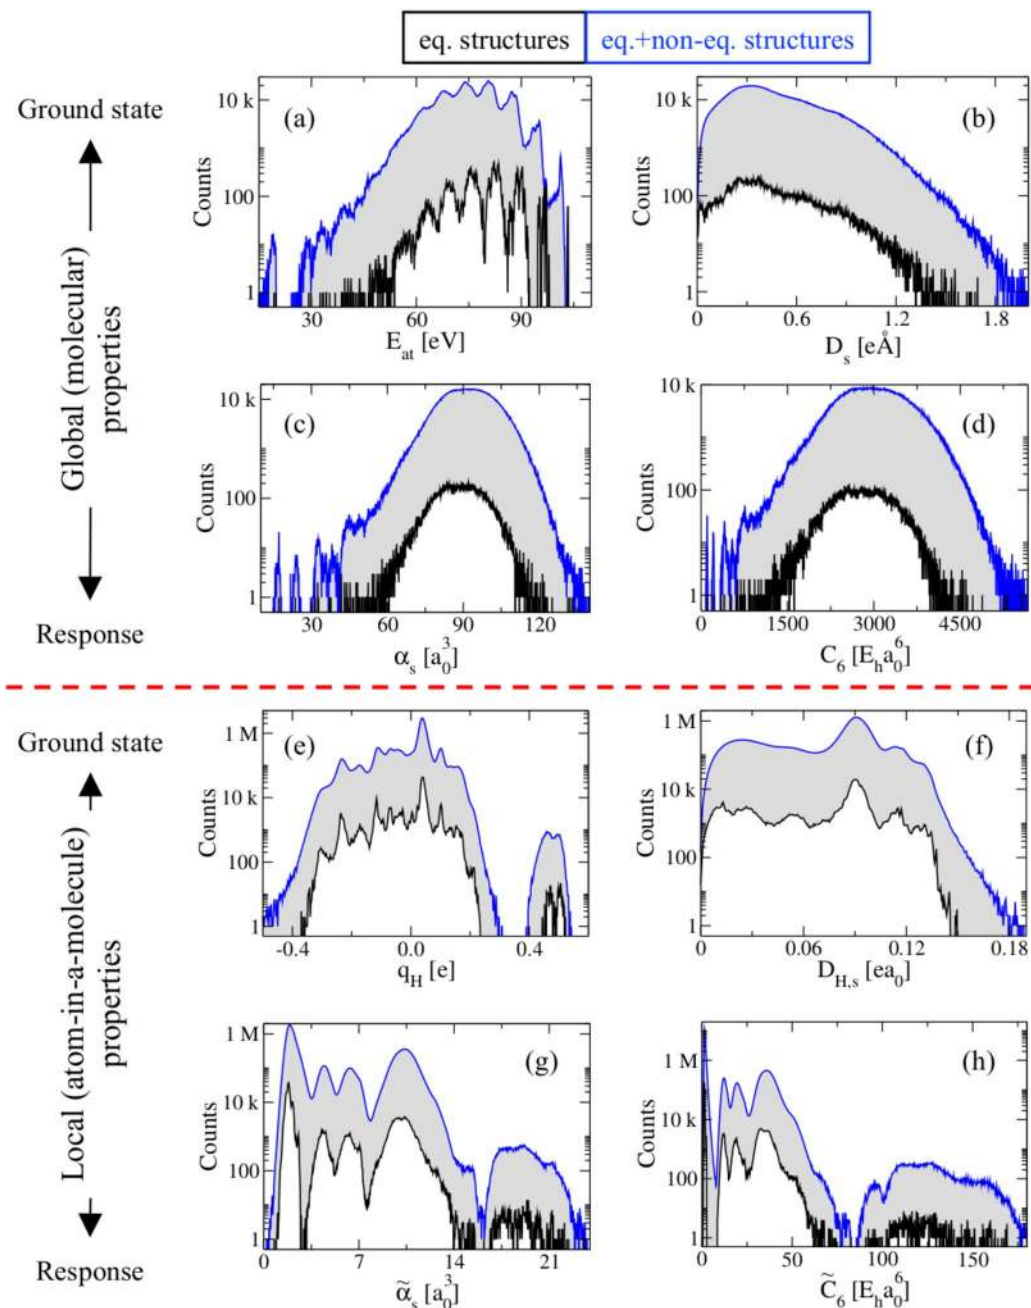 eq. structures eq.+non-eq. structures
Ground state
Global (molecular)
properties
Response
(a)
Counts
10 k
100
1
30 60 90
E_at [eV]
(b)
Counts
10 k
100
1
0 0.6 1.2 1.8
D_s [eÅ]
(c)
Counts
10 k
100
1
30 60 90 120
α_s [a_0^3]
(d)
Counts
10 k
100
1
0 1500 3000 4500
C_6 [E_h a_0^6]
Ground state
Local (atom-in-a-molecule)
properties
Response
(e)
Counts
1 M
10 k
100
1
-0.4 0.0 0.4
q_H [e]
(f)
Counts
1 M
10 k
100
1
0 0.06 0.12 0.18
D_H,s [ea_0]
(g)
Counts
1 M
10 k
100
1
0 7 14 21
α̃_s [a_0^3]
(h)
Counts
1 M
10 k
100
1
0 50 100 150
C̃_6 [E_h a_0^6]